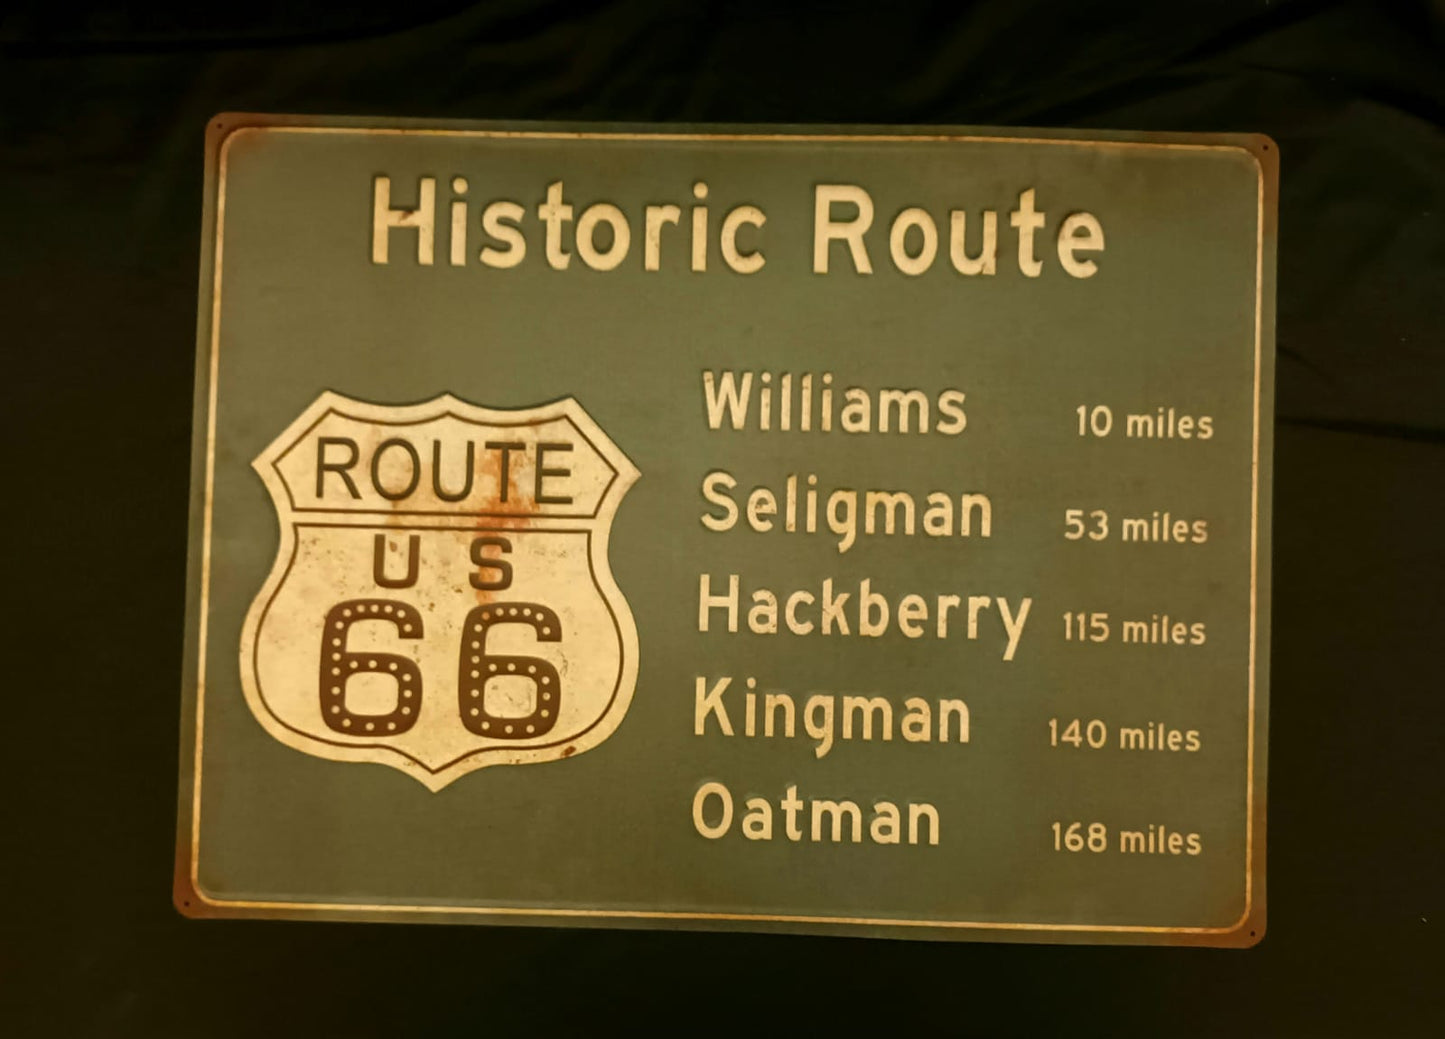 Historic Route
ROUTE
U S
66
Williams 10 miles
Seligman 53 miles
Hackberry 115 miles
Kingman 140 miles
Oatman 168 miles